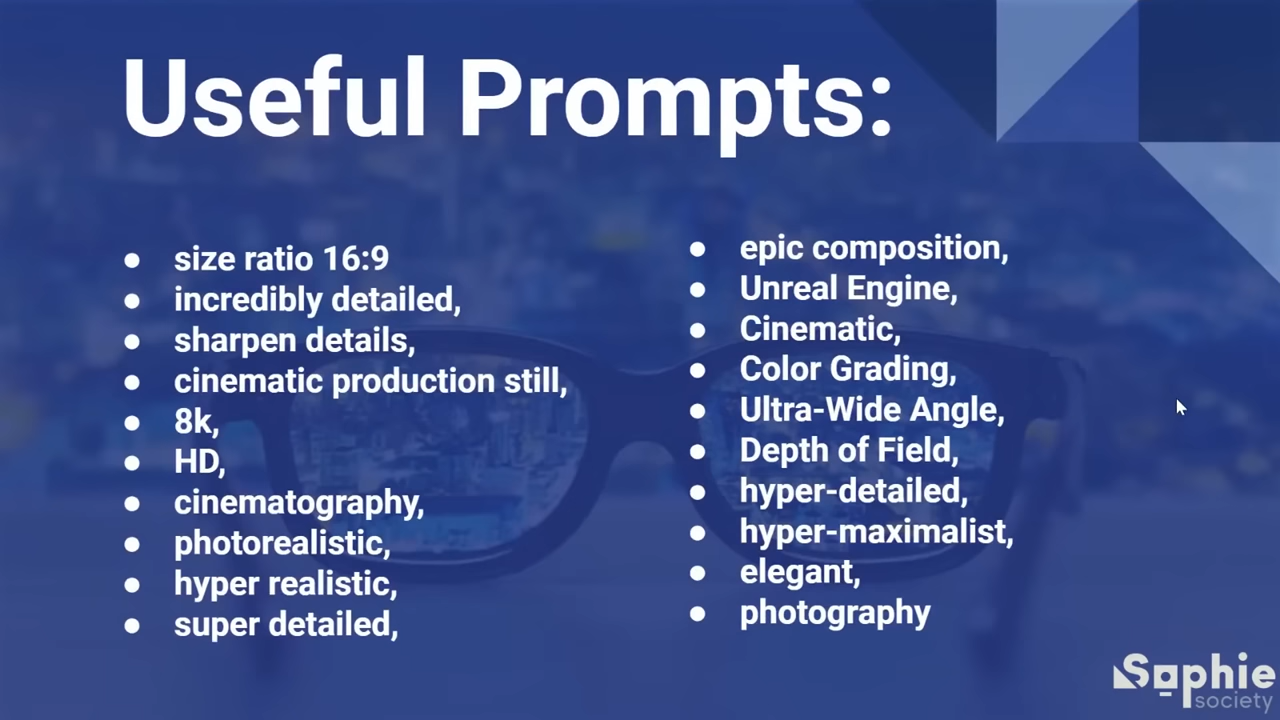 Useful Prompts:
size ratio 16:9
incredibly detailed,
sharpen details,
cinematic production still,
8k,
HD,
cinematography,
photorealistic,
hyper realistic,
super detailed,
epic composition,
Unreal Engine,
Cinematic,
Color Grading,
Ultra-Wide Angle,
Depth of Field,
hyper-detailed,
hyper-maximalist,
elegant,
photography
Sophie
society